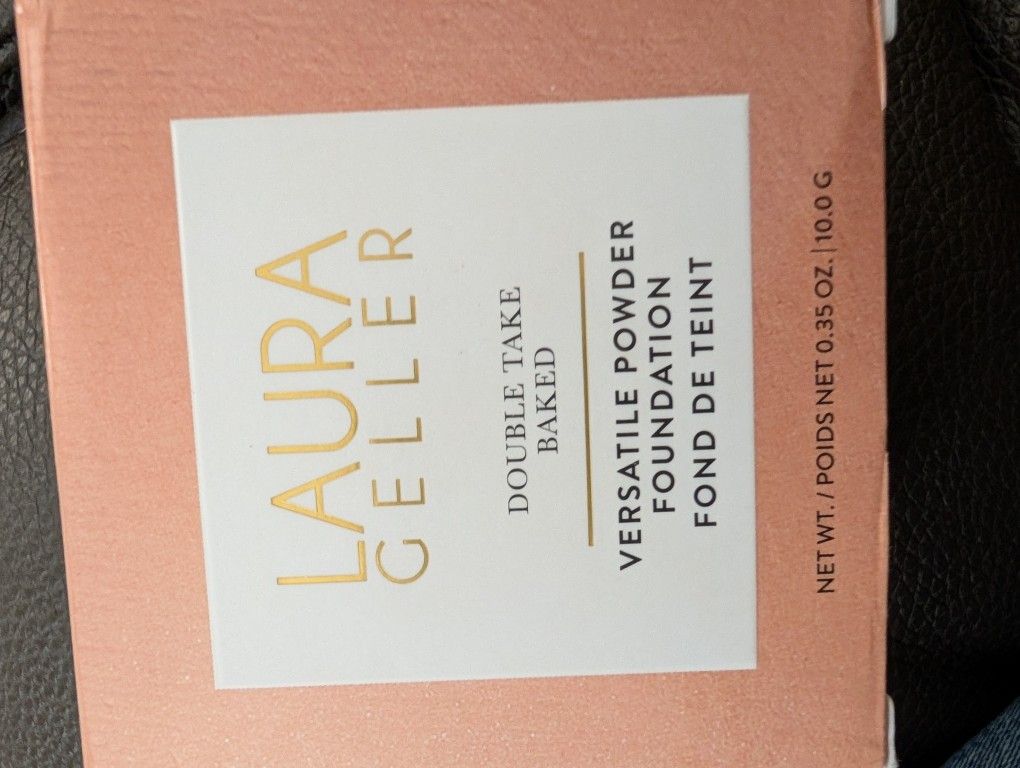 LAURA
GELLER
DOUBLE TAKE
BAKED
VERSATILE POWDER
FOUNDATION
FOND DE TEINT
NET WT. / POIDS NET 0.35 OZ. | 10.0 G